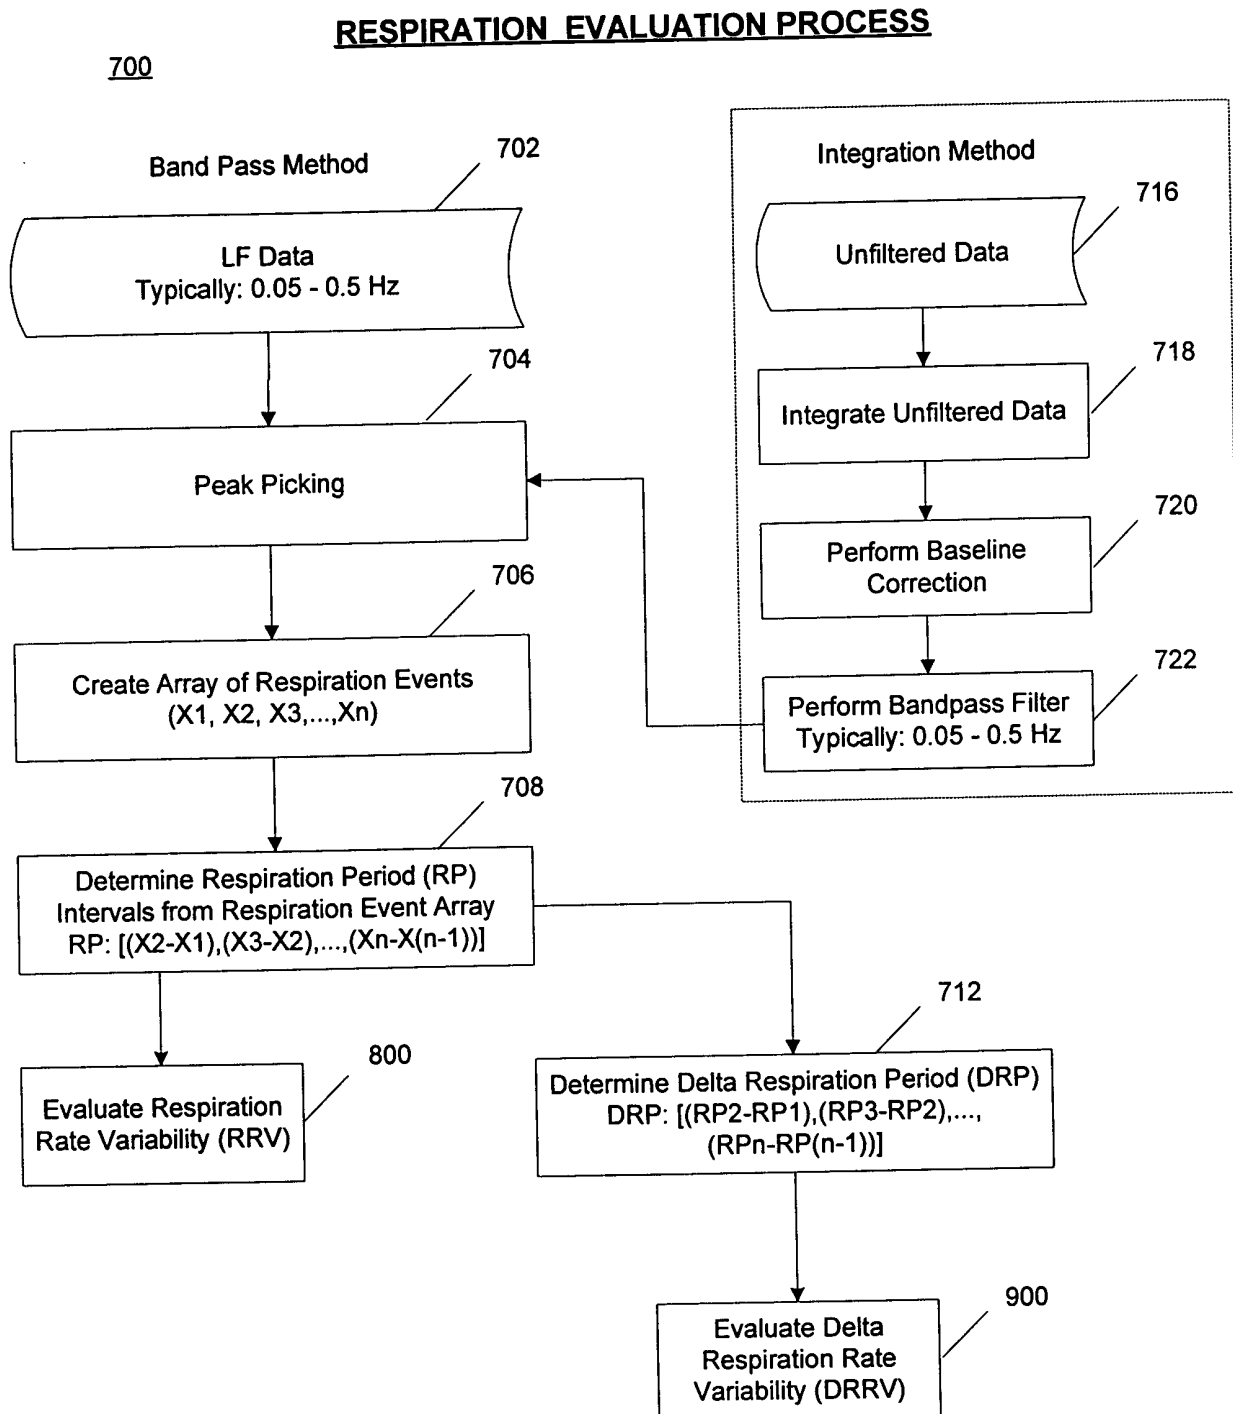 RESPIRATION EVALUATION PROCESS
700
Band Pass Method
702
LF Data
Typically: 0.05 - 0.5 Hz
704
Peak Picking
706
Create Array of Respiration Events
(X1, X2, X3,...,Xn)
708
Determine Respiration Period (RP)
Intervals from Respiration Event Array
RP: [(X2-X1),(X3-X2),...,(Xn-X(n-1))]
800
Evaluate Respiration
Rate Variability (RRV)
712
Determine Delta Respiration Period (DRP)
DRP: [(RP2-RP1),(RP3-RP2),...,
(RPn-RP(n-1))]
900
Evaluate Delta
Respiration Rate
Variability (DRRV)
Integration Method
716
Unfiltered Data
718
Integrate Unfiltered Data
720
Perform Baseline
Correction
722
Perform Bandpass Filter
Typically: 0.05 - 0.5 Hz